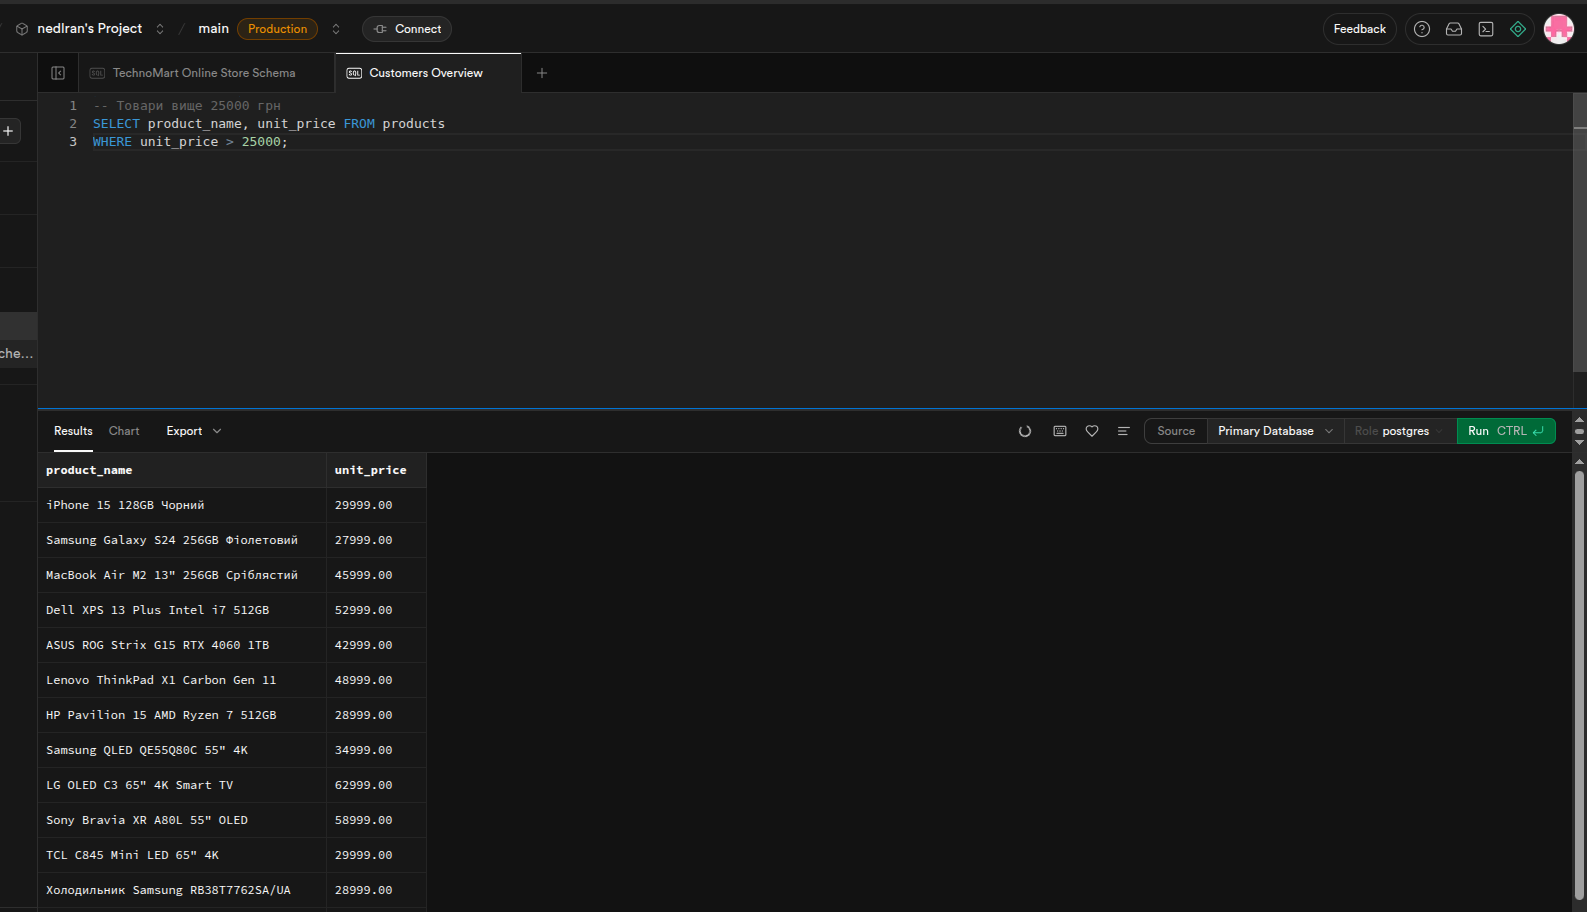 nedIran's Project / main Production Connect Feedback
SQL TechnoMart Online Store Schema SQL Customers Overview +
1 -- Товари вище 25000 грн
2 SELECT product_name, unit_price FROM products
3 WHERE unit_price > 25000;
+
che...
Results Chart Export Source Primary Database Role postgres Run CTRL
product_name unit_price
iPhone 15 128GB Чорний 29999.00
Samsung Galaxy S24 256GB Фіолетовий 27999.00
MacBook Air M2 13" 256GB Сріблястий 45999.00
Dell XPS 13 Plus Intel i7 512GB 52999.00
ASUS ROG Strix G15 RTX 4060 1TB 42999.00
Lenovo ThinkPad X1 Carbon Gen 11 48999.00
HP Pavilion 15 AMD Ryzen 7 512GB 28999.00
Samsung QLED QE55Q80C 55" 4K 34999.00
LG OLED C3 65" 4K Smart TV 62999.00
Sony Bravia XR A80L 55" OLED 58999.00
TCL C845 Mini LED 65" 4K 29999.00
Холодильник Samsung RB38T7762SA/UA 28999.00